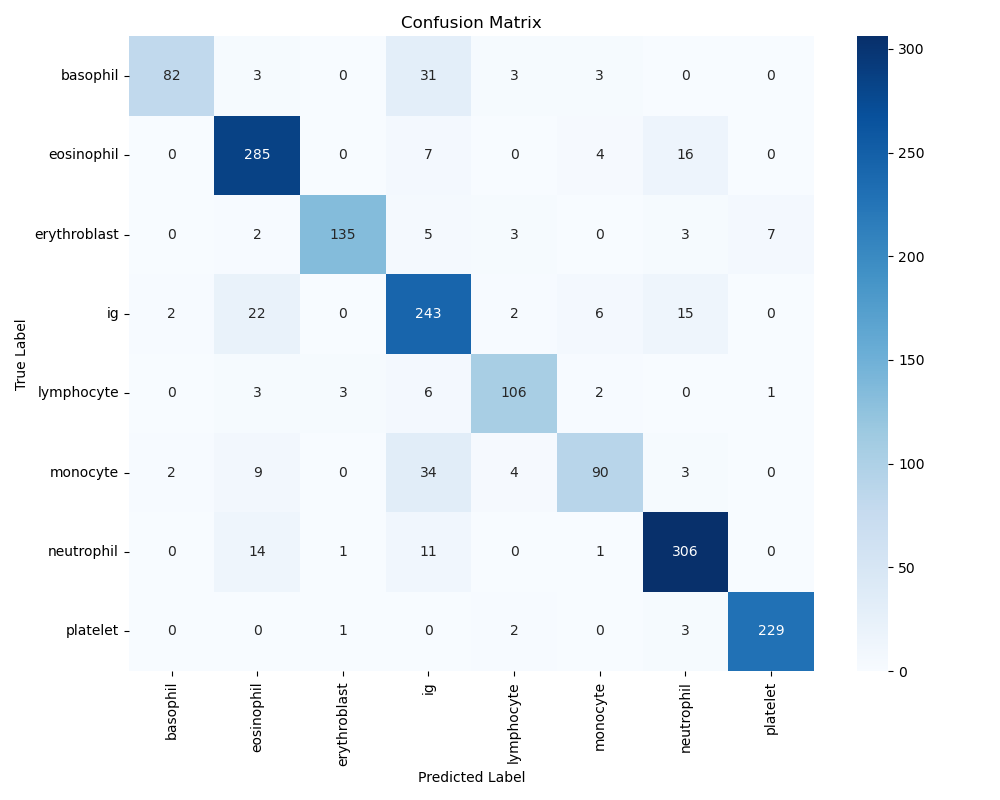 Confusion Matrix
True Label
basophil 82 3 0 31 3 3 0 0
eosinophil 0 285 0 7 0 4 16 0
erythroblast 0 2 135 5 3 0 3 7
ig 2 22 0 243 2 6 15 0
lymphocyte 0 3 3 6 106 2 0 1
monocyte 2 9 0 34 4 90 3 0
neutrophil 0 14 1 11 0 1 306 0
platelet 0 0 1 0 2 0 3 229
basophil eosinophil erythroblast ig lymphocyte monocyte neutrophil platelet
Predicted Label
300
250
200
150
100
50
0